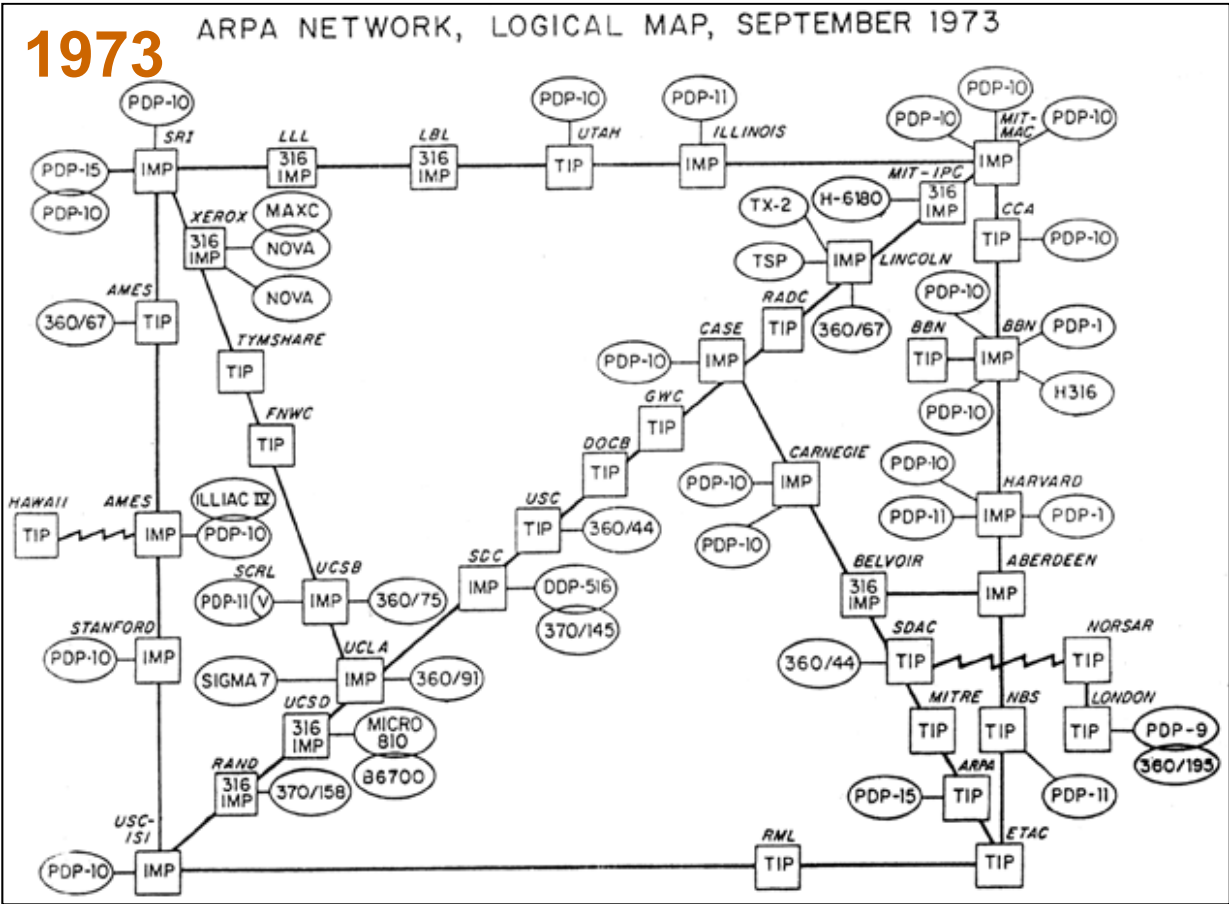 1973
ARPA NETWORK, LOGICAL MAP, SEPTEMBER 1973
PDP-10
SRI
PDP-15
PDP-10
IMP
LLL
316
IMP
LBL
316
IMP
PDP-10
UTAH
TIP
PDP-11
ILLINOIS
IMP
PDP-10
PDP-10
MIT-
MAC
PDP-10
IMP
XEROX
316
IMP
MAXC
NOVA
NOVA
MIT-IPC
H-6180
316
IMP
CCA
TIP
PDP-10
TX-2
TSP
IMP
LINCOLN
360/67
AMES
360/67
TIP
RADC
TIP
PDP-10
BBN
TIP
BBN
IMP
PDP-1
H316
PDP-10
TYMSHARE
TIP
CASE
PDP-10
IMP
FNWC
TIP
GWC
TIP
DOCB
TIP
CARNEGIE
PDP-10
IMP
PDP-10
PDP-10
HARVARD
PDP-11
IMP
PDP-1
HAWAII
TIP
AMES
IMP
ILLIAC IV
PDP-10
USC
TIP
360/44
SDC
IMP
DDP-516
370/145
SCRL
PDP-11
V
UCSB
IMP
360/75
BELVOIR
316
IMP
ABERDEEN
IMP
STANFORD
PDP-10
IMP
UCLA
SIGMA 7
IMP
360/91
SDAC
360/44
TIP
NORSAR
TIP
UCSD
316
IMP
MICRO
810
B6700
MITRE
TIP
NBS
TIP
LONDON
TIP
PDP-9
360/195
RAND
316
IMP
370/158
ARPA
PDP-15
TIP
PDP-11
USC-
ISI
PDP-10
IMP
RML
TIP
ETAC
TIP